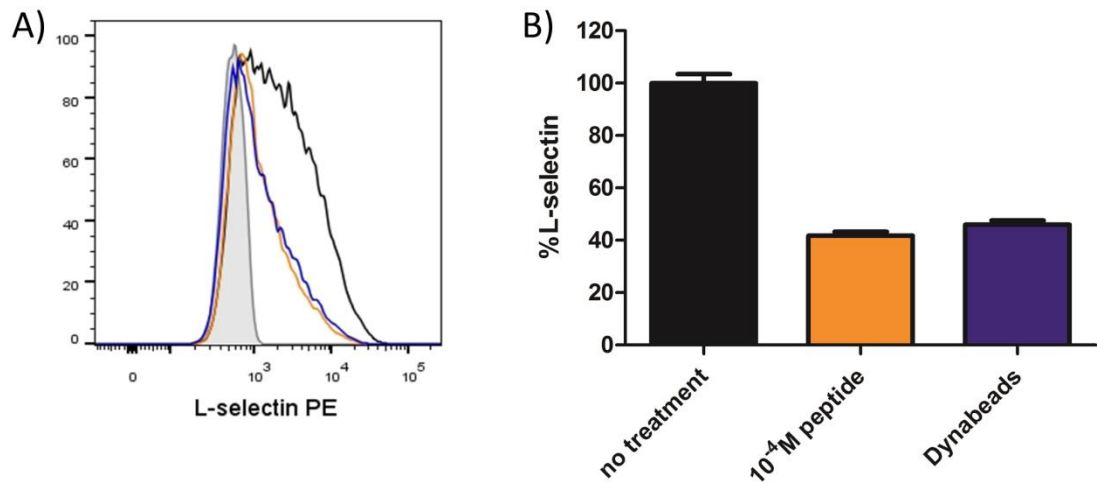 A)
100
80
60
40
20
0
0 10³ 10⁴ 10⁵
L-selectin PE
B)
%L-selectin
120
100
80
60
40
20
0
no treatment
10⁻⁴M peptide
Dynabeads